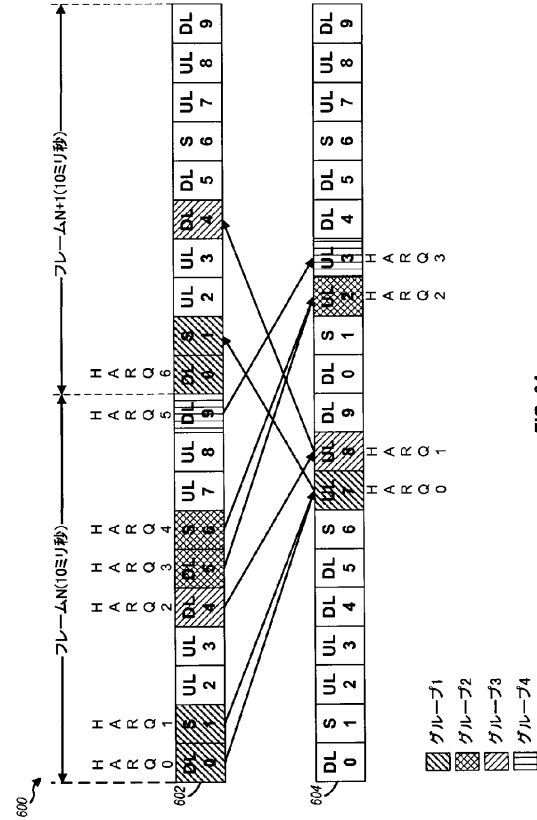 600
フレームN(10ミリ秒) フレームN+1(10ミリ秒)
HARQ0 HARQ1 HARQ2 HARQ3 HARQ4 HARQ5 HARQ6
602
DL S UL UL DL DL S UL UL DL DL S UL UL DL DL S UL UL DL
0 1 2 3 4 5 6 7 8 9 0 1 2 3 4 5 6 7 8 9
604
DL S UL UL DL DL S UL UL DL DL S UL UL DL DL S UL UL DL
0 1 2 3 4 5 6 7 8 9 0 1 2 3 4 5 6 7 8 9
HARQ0 HARQ1 HARQ2 HARQ3
グループ1
グループ2
グループ3
グループ4